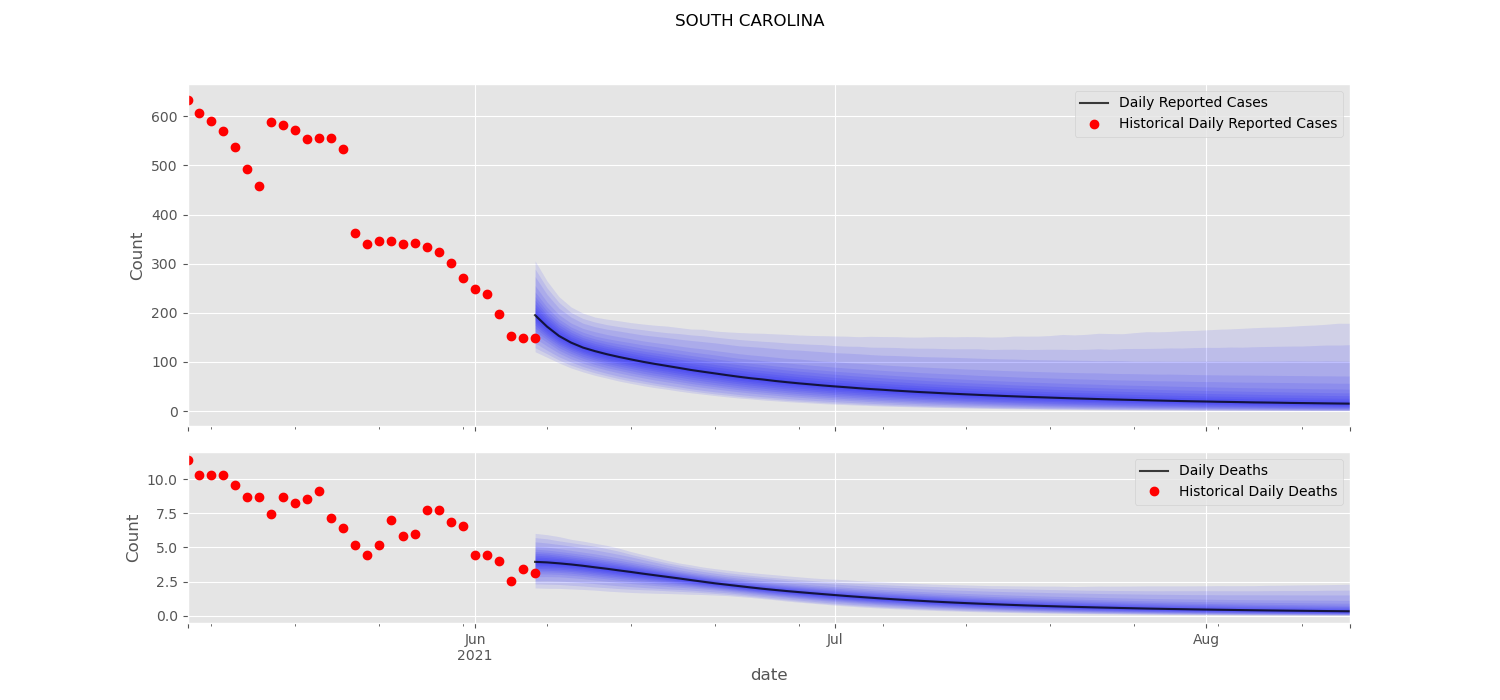 SOUTH CAROLINA
Daily Reported Cases
Historical Daily Reported Cases
600
500
400
300
200
100
0
Count
Daily Deaths
Historical Daily Deaths
10.0
7.5
5.0
2.5
0.0
Count
Jun
2021
Jul
Aug
date